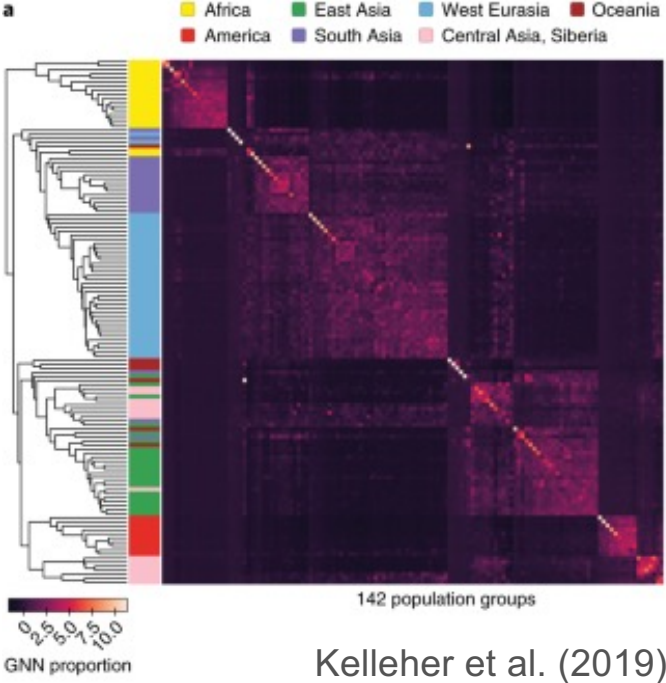 a
Africa East Asia West Eurasia Oceania
America South Asia Central Asia, Siberia
142 population groups
0 2.5 5.0 7.5 10.0
GNN proportion
Kelleher et al. (2019)